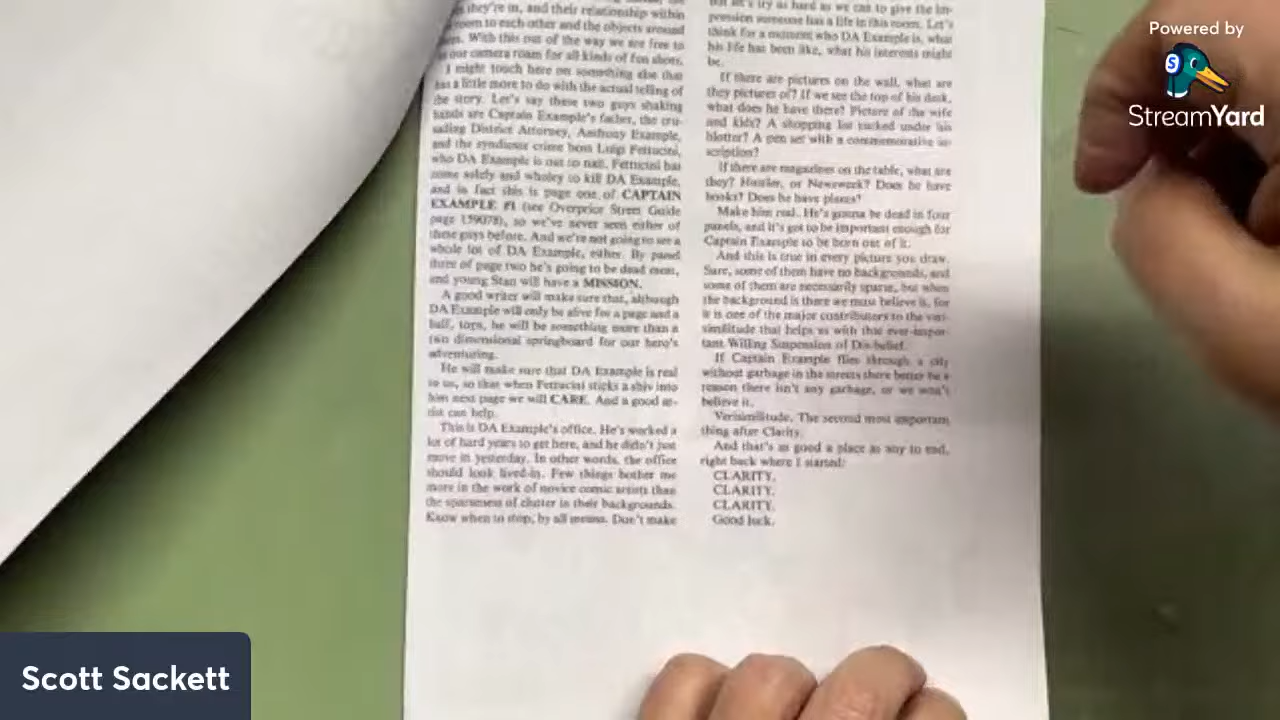 they're in, and their relationship within
room to each other and the objects around
With this out of the way we are free to
our camera roam for all kinds of fun shots.
I might touch here on something else that
has a little more to do with the actual telling of
the story. Let's say these two guys shaking
hands are Captain Example's father, the cru-
sading District Attorney, Anthony Example,
and the syndicate crime boss Luigi Fettucini,
who DA Example is out to nail. Fettucini has
come solely and wholey to kill DA Example,
and in fact this is page one of CAPTAIN
EXAMPLE #1 (see Overprice Street Guide
page 159078), so we've never seen either of
these guys before. And we're not going to see a
whole lot of DA Example, either. By panel
three of page two he's going to be dead meat,
and young Stan will have a MISSION.
A good writer will make sure that, although
DA Example will only be alive for a page and a
half, tops, he will be something more than a
two dimensional springboard for our hero's
adventuring.
He will make sure that DA Example is real
to us, so that when Fettucini sticks a shiv into
him next page we will CARE. And a good ar-
tist can help.
This is DA Example's office. He's worked a
lot of hard years to get here, and he didn't just
move in yesterday. In other words, the office
should look lived-in. Few things bother me
more in the work of novice comic artists than
the sparseness of clutter in their backgrounds.
Know when to stop, by all means. Don't make
but let's try as hard as we can to give the im-
pression someone has a life in this room. Let's
think for a moment who DA Example is, what
his life has been like, what his interests might
be.
If there are pictures on the wall, what are
they pictures of? If we see the top of his desk,
what does he have there? Picture of the wife
and kids? A shopping list tucked under his
blotter? A pen set with a commemorative in-
scription?
If there are magazines on the table, what are
they? Hustler, or Newsweek? Does he have
books? Does he have plants?
Make him real. He's gonna be dead in four
panels, and it's got to be important enough for
Captain Example to be born out of it.
And this is true in every picture you draw.
Sure, some of them have no backgrounds, and
some of them are necessarily sparse, but when
the background is there we must believe it, for
it is one of the major contributors to the veri-
similitude that helps us with that ever-impor-
tant Willing Suspension of Disbelief.
If Captain Example flies through a city
without garbage in the streets there better be a
reason there isn't any garbage, or we won't
believe it.
Verisimilitude. The second most important
thing after Clarity.
And that's as good a place as any to end,
right back where I started:
CLARITY.
CLARITY.
CLARITY.
Good luck.
Powered by
StreamYard
Scott Sackett